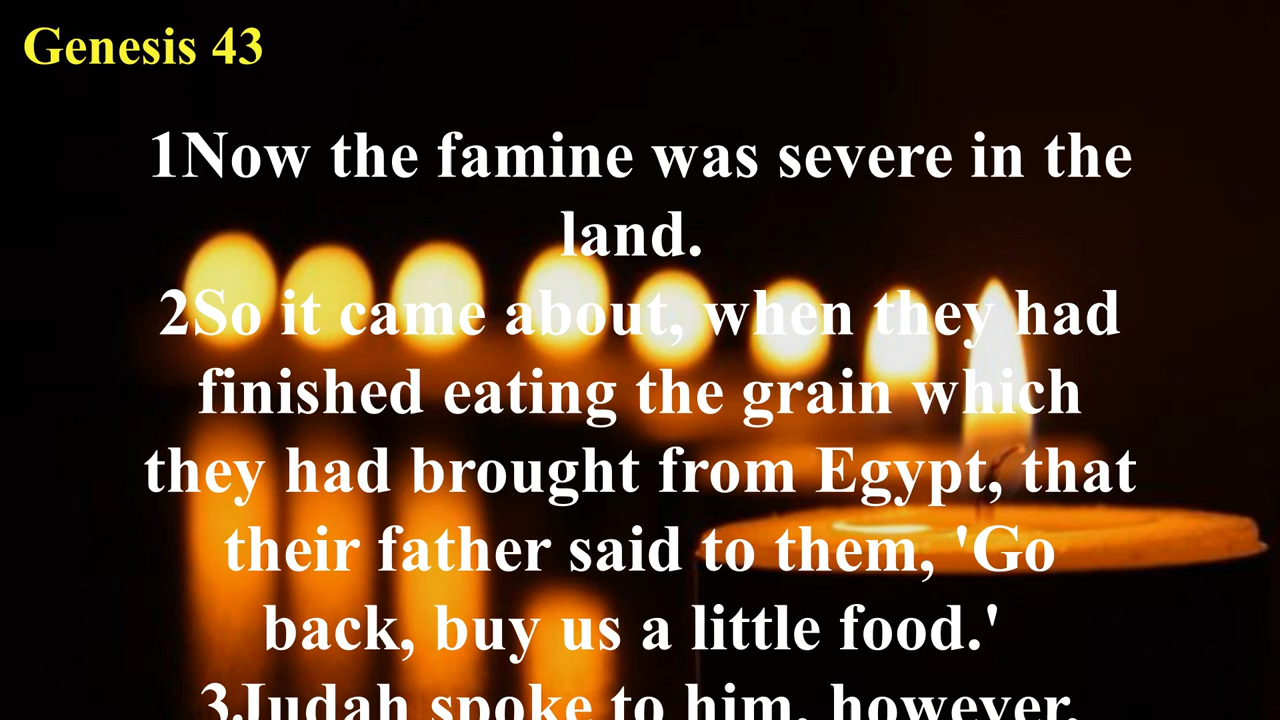 Genesis 43
1Now the famine was severe in the
land.
2So it came about, when they had
finished eating the grain which
they had brought from Egypt, that
their father said to them, 'Go
back, buy us a little food.'
3Judah spoke to him, however,